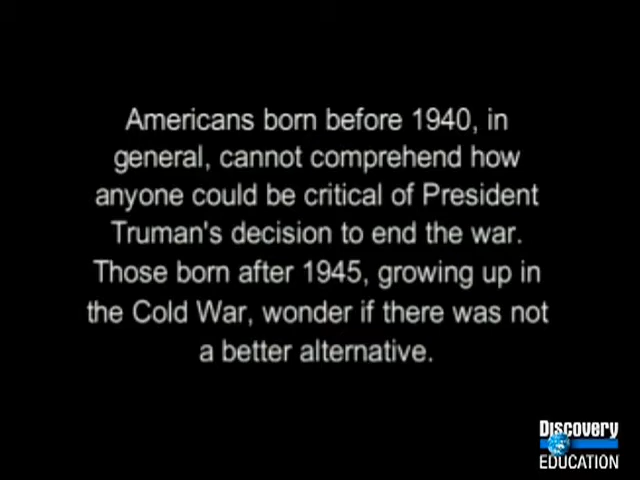 Americans born before 1940, in
general, cannot comprehend how
anyone could be critical of President
Truman's decision to end the war.
Those born after 1945, growing up in
the Cold War, wonder if there was not
a better alternative.
Discovery
EDUCATION